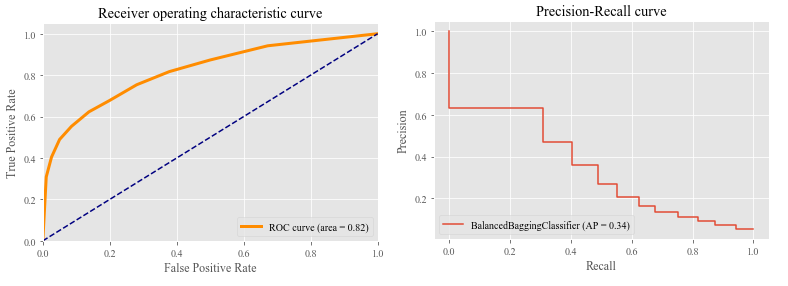 Receiver operating characteristic curve
True Positive Rate
1.0
0.8
0.6
0.4
0.2
0.0
0.0 0.2 0.4 0.6 0.8 1.0
False Positive Rate
ROC curve (area = 0.82)
Precision-Recall curve
Precision
1.0
0.8
0.6
0.4
0.2
0.0 0.2 0.4 0.6 0.8 1.0
Recall
BalancedBaggingClassifier (AP = 0.34)